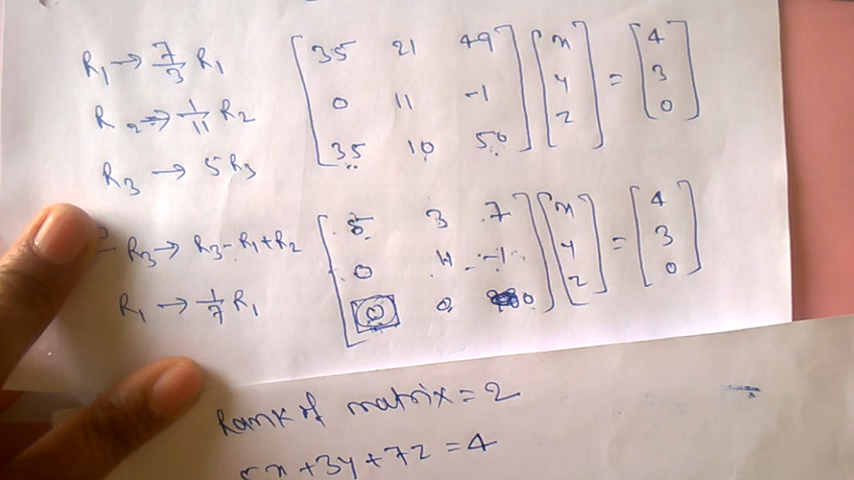 R1 → 7/3 R1
R2 → 1/11 R2
R3 → 5R3
[35 21 49] [x] = [4]
[0 11 -1] [y] = [3]
[35 10 50] [z] = [0]
R3 → R3 - R1 + R2
R1 → 1/7 R1
[5 3 7] [x] = [4]
[0 11 -1] [y] = [3]
[0 0 0] [z] = [0]
Rank of matrix = 2
5x + 3y + 7z = 4